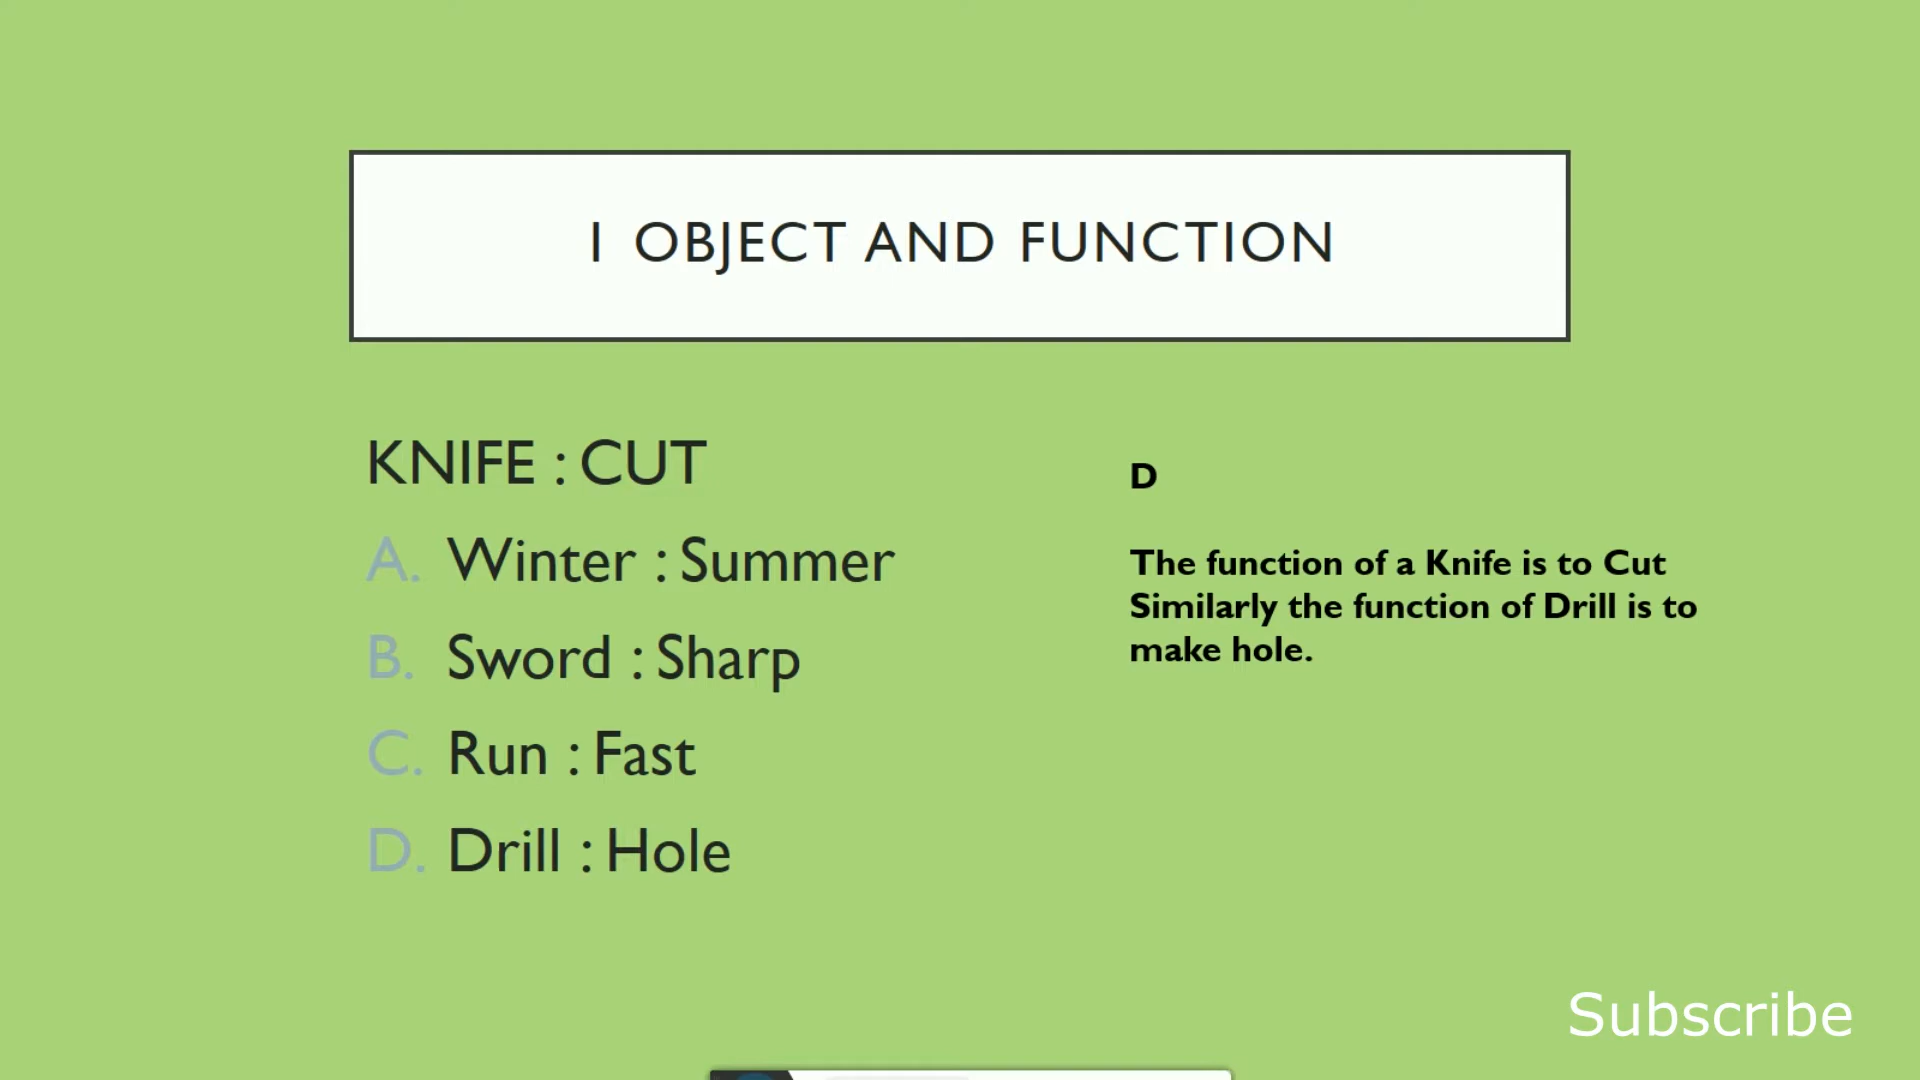 I OBJECT AND FUNCTION
KNIFE : CUT
A. Winter : Summer
B. Sword : Sharp
C. Run : Fast
D. Drill : Hole
D
The function of a Knife is to Cut
Similarly the function of Drill is to
make hole.
Subscribe